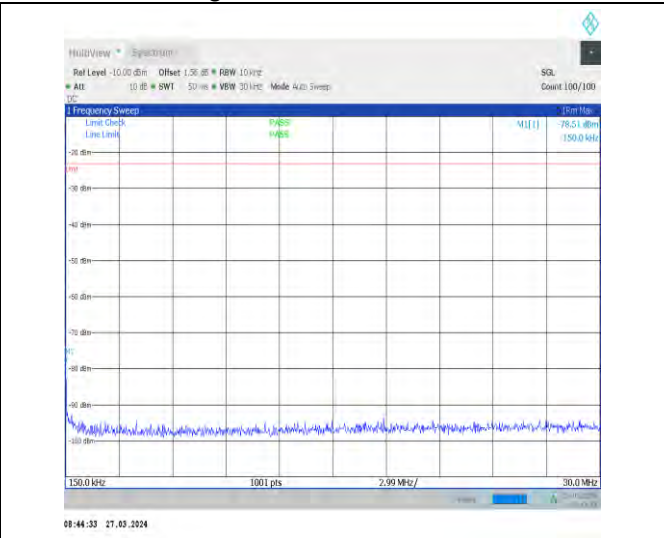 MultiView Spectrum
Ref Level -10.00 dBm Offset 1.56 dB RBW 10 kHz SGL
Att 10 dB SWT 50 ms VBW 30 kHz Mode Auto Sweep Count 100/100
DC
1 Frequency Sweep 1Rm Max
Limit Check PASS M1[1] -78.51 dBm
Line Limit PASS 150.0 kHz
-20 dBm
-30 dBm
-40 dBm
-50 dBm
-60 dBm
-70 dBm
M1
-80 dBm
-90 dBm
-100 dBm
150.0 kHz 1001 pts 2.99 MHz/ 30.0 MHz
08:44:33 27.03.2024